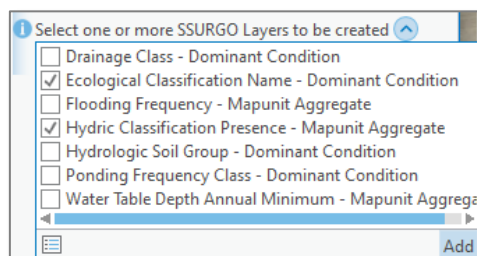 Select one or more SSURGO Layers to be created
Drainage Class - Dominant Condition
Ecological Classification Name - Dominant Condition
Flooding Frequency - Mapunit Aggregate
Hydric Classification Presence - Mapunit Aggregate
Hydrologic Soil Group - Dominant Condition
Ponding Frequency Class - Dominant Condition
Water Table Depth Annual Minimum - Mapunit Aggrega
Add